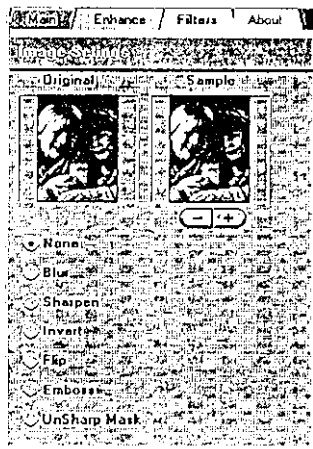 Main Enhance Filters About
Image Settings
Original Sample
- +
None
Blur
Sharpen
Invert
Flip
Emboss
UnSharp Mask